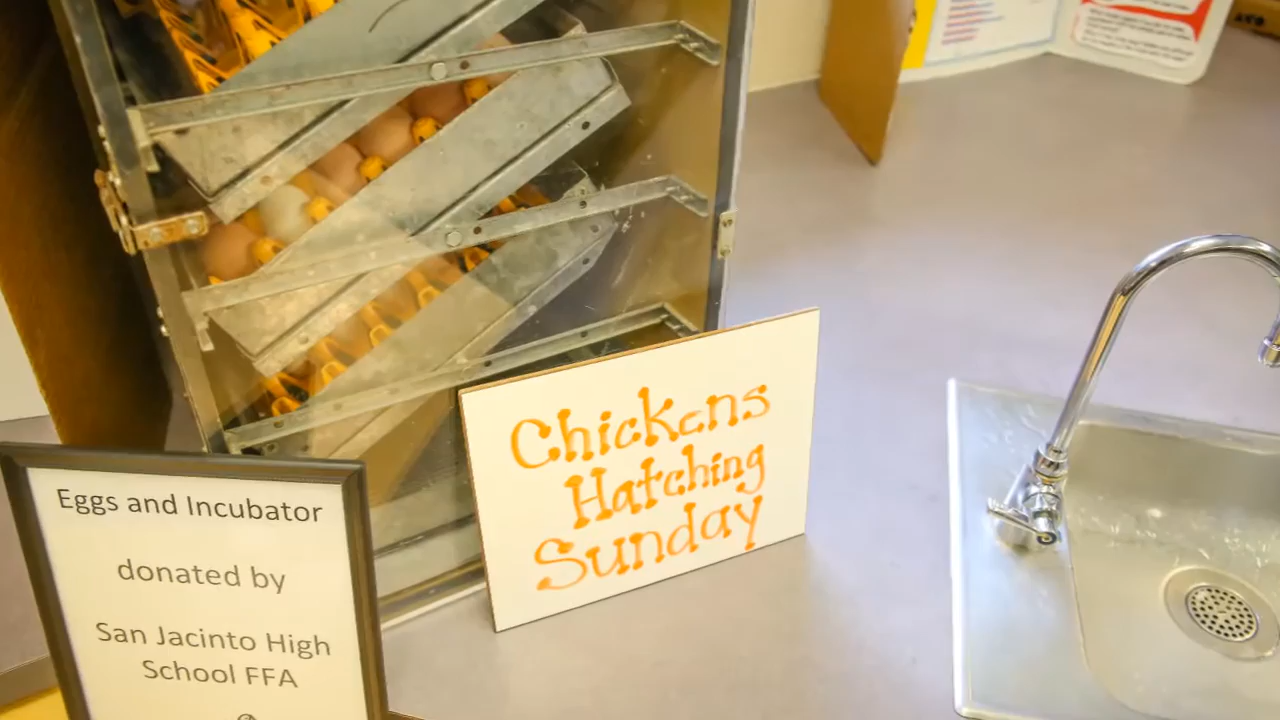 Chickens
Hatching
Sunday
Eggs and Incubator
donated by
San Jacinto High
School FFA